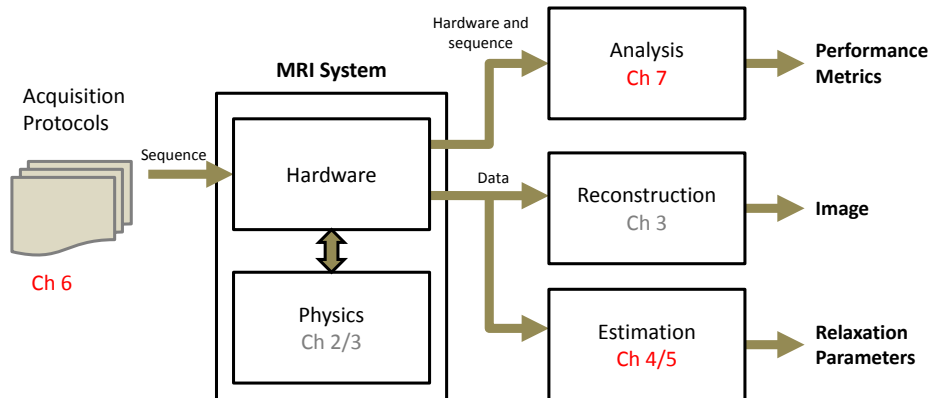 Acquisition
Protocols
Ch 6
Sequence
MRI System
Hardware
Physics
Ch 2/3
Hardware and
sequence
Data
Analysis
Ch 7
Performance
Metrics
Reconstruction
Ch 3
Image
Estimation
Ch 4/5
Relaxation
Parameters